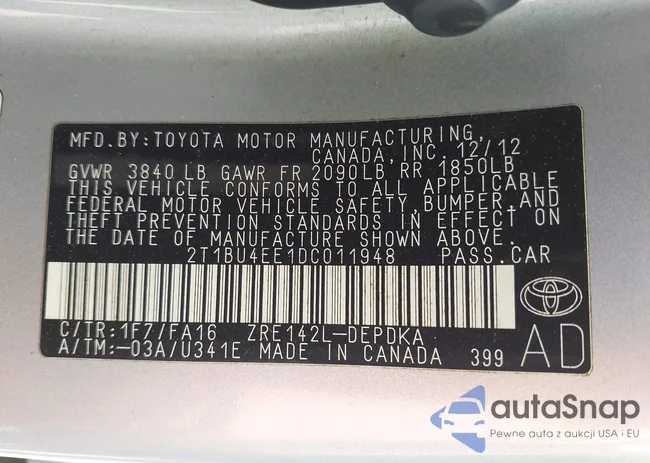 MFD. BY: TOYOTA MOTOR MANUFACTURING,
CANADA, INC. 12/12
GVWR 3840 LB GAWR FR 2090LB RR 1850LB
THIS VEHICLE CONFORMS TO ALL APPLICABLE
FEDERAL MOTOR VEHICLE SAFETY, BUMPER, AND
THEFT PREVENTION STANDARDS IN EFFECT ON
THE DATE OF MANUFACTURE SHOWN ABOVE.
2T1BU4EE1DC011948 PASS. CAR
C/TR: 1F7/FA16 ZRE142L-DEPDKA
A/TM: -03A/U341E MADE IN CANADA 399
AD
autaSnap
Pewne auta z aukcji USA i EU